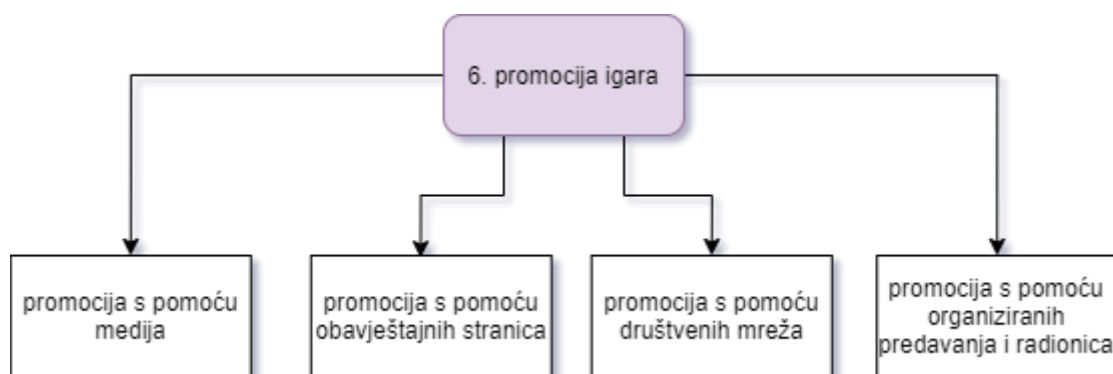 6. promocija igara
promocija s pomoću
medija
promocija s pomoću
obavještajnih stranica
promocija s pomoću
društvenih mreža
promocija s pomoću
organiziranih
predavanja i radionica